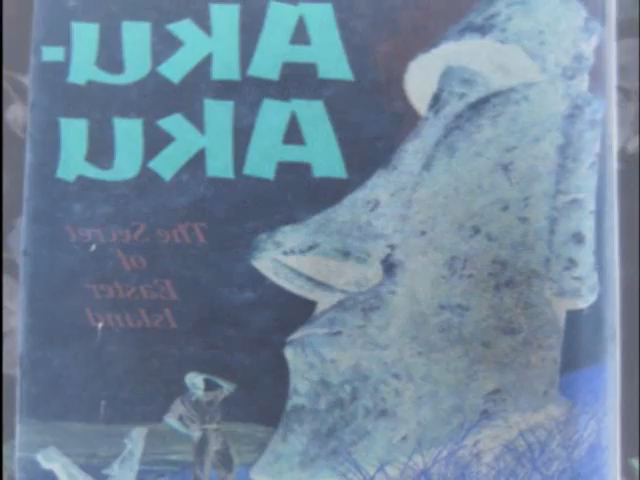 Aku-
Aku
The Secret
of
Easter
Island